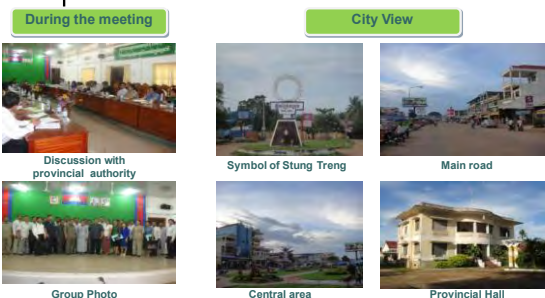 During the meeting
City View
Discussion with
provincial authority
Symbol of Stung Treng
Main road
Group Photo
Central area
Provincial Hall